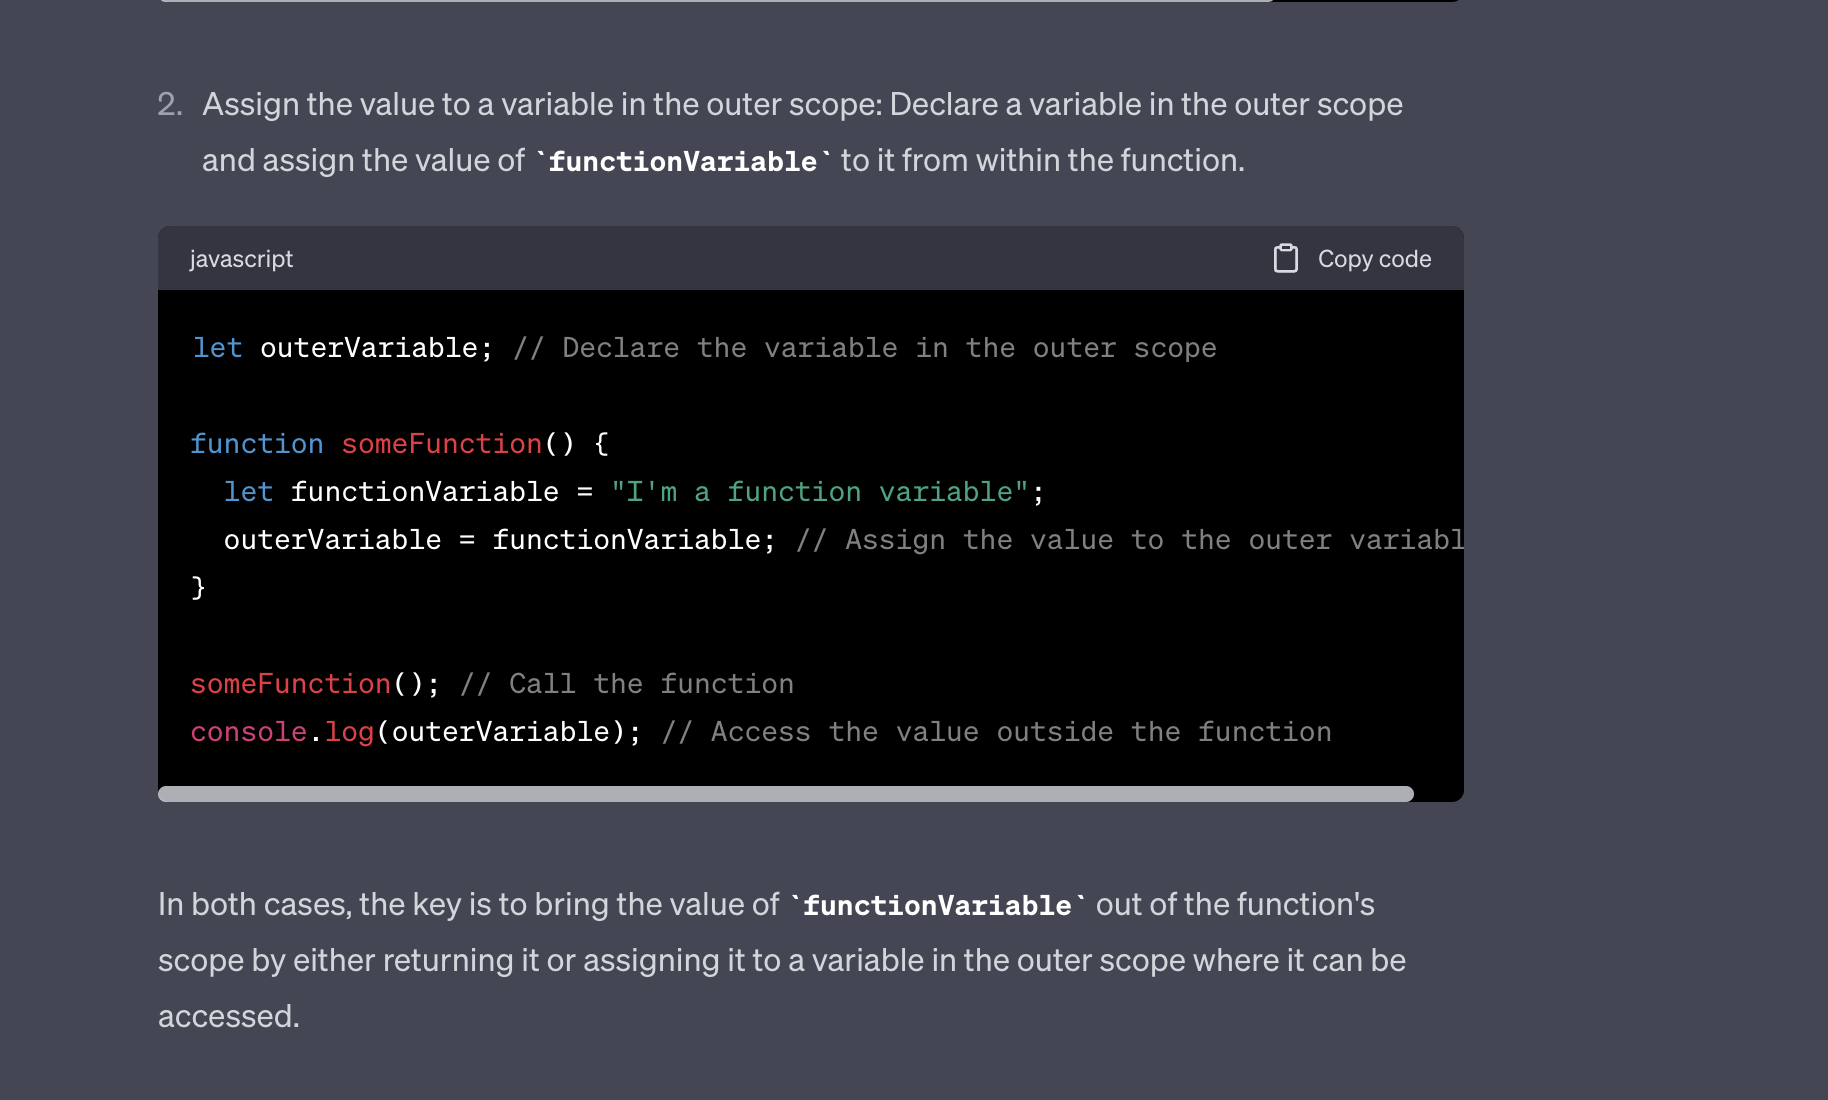 2. Assign the value to a variable in the outer scope: Declare a variable in the outer scope
and assign the value of `functionVariable` to it from within the function.
javascript
Copy code
let outerVariable; // Declare the variable in the outer scope
function someFunction() {
  let functionVariable = "I'm a function variable";
  outerVariable = functionVariable; // Assign the value to the outer variabl
}
someFunction(); // Call the function
console.log(outerVariable); // Access the value outside the function
In both cases, the key is to bring the value of `functionVariable` out of the function's
scope by either returning it or assigning it to a variable in the outer scope where it can be
accessed.